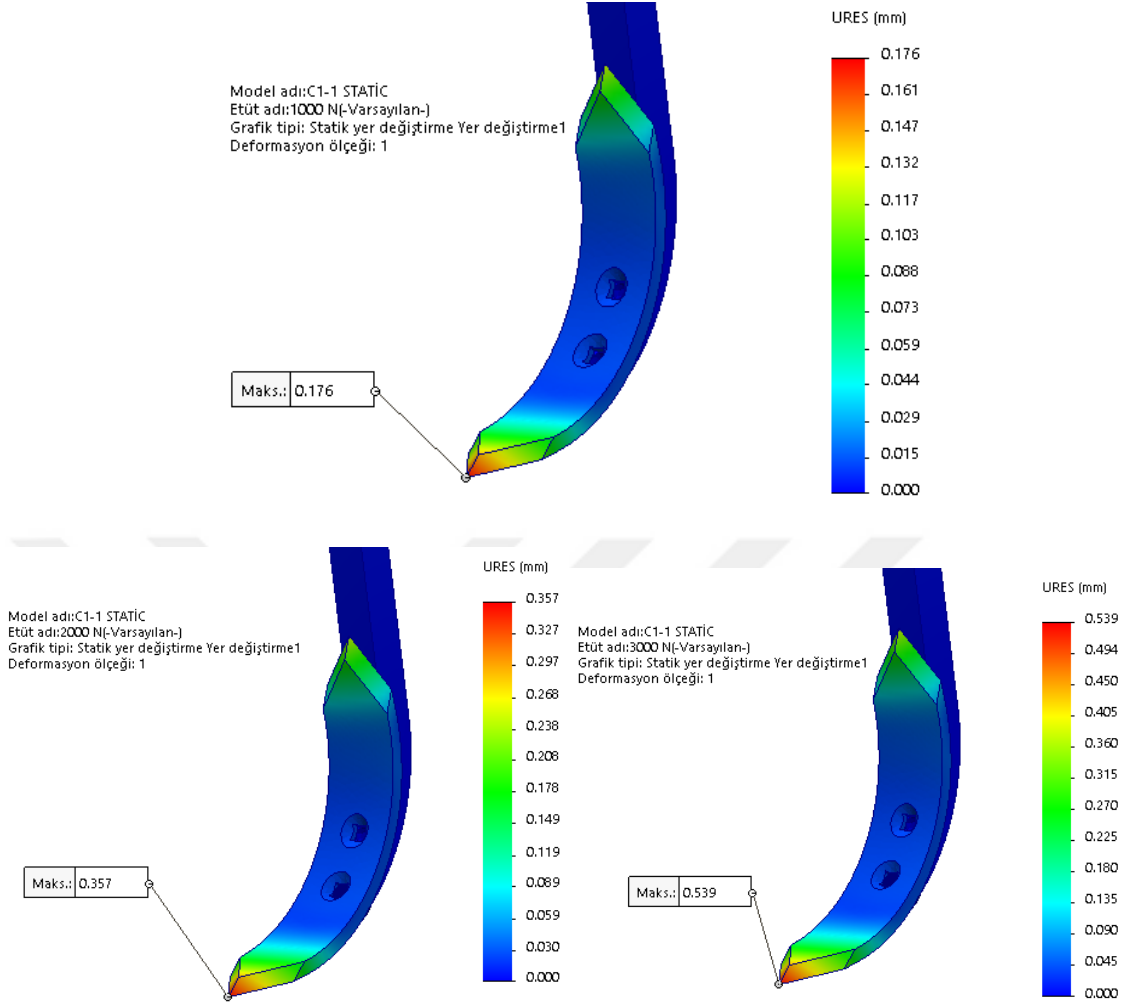 URES (mm)
Model adı:C1-1 STATİC
Etüt adı:1000 N(-Varsayılan-)
Grafik tipi: Statik yer değiştirme Yer değiştirme1
Deformasyon ölçeği: 1
0.176
0.161
0.147
0.132
0.117
0.103
0.088
0.073
0.059
0.044
0.029
0.015
0.000
Maks.: 0.176
URES (mm)
Model adı:C1-1 STATİC
Etüt adı:2000 N(-Varsayılan-)
Grafik tipi: Statik yer değiştirme Yer değiştirme1
Deformasyon ölçeği: 1
0.357
0.327
0.297
0.268
0.238
0.208
0.178
0.149
0.119
0.089
0.059
0.030
0.000
Maks.: 0.357
URES (mm)
Model adı:C1-1 STATİC
Etüt adı:3000 N(-Varsayılan-)
Grafik tipi: Statik yer değiştirme Yer değiştirme1
Deformasyon ölçeği: 1
0.539
0.494
0.450
0.405
0.360
0.315
0.270
0.225
0.180
0.135
0.090
0.045
0.000
Maks.: 0.539